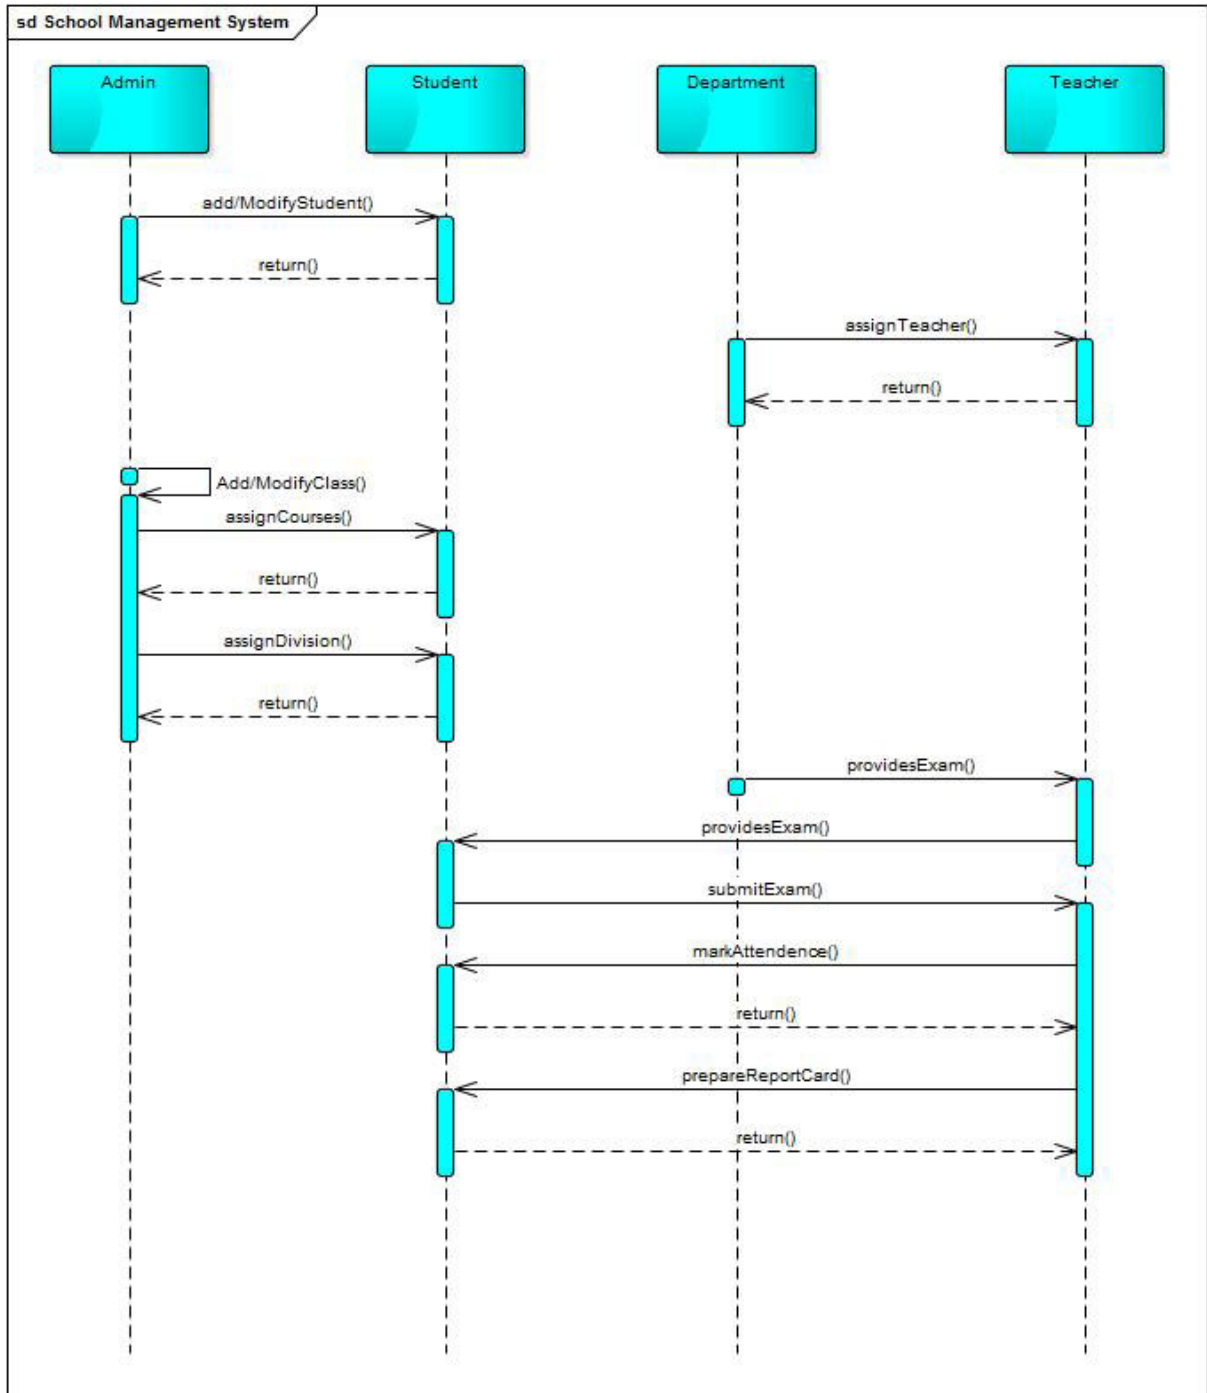 sd School Management System
Admin
Student
Department
Teacher
add/ModifyStudent()
return()
assignTeacher()
return()
Add/ModifyClass()
assignCourses()
return()
assignDivision()
return()
providesExam()
providesExam()
submitExam()
markAttendence()
return()
prepareReportCard()
return()